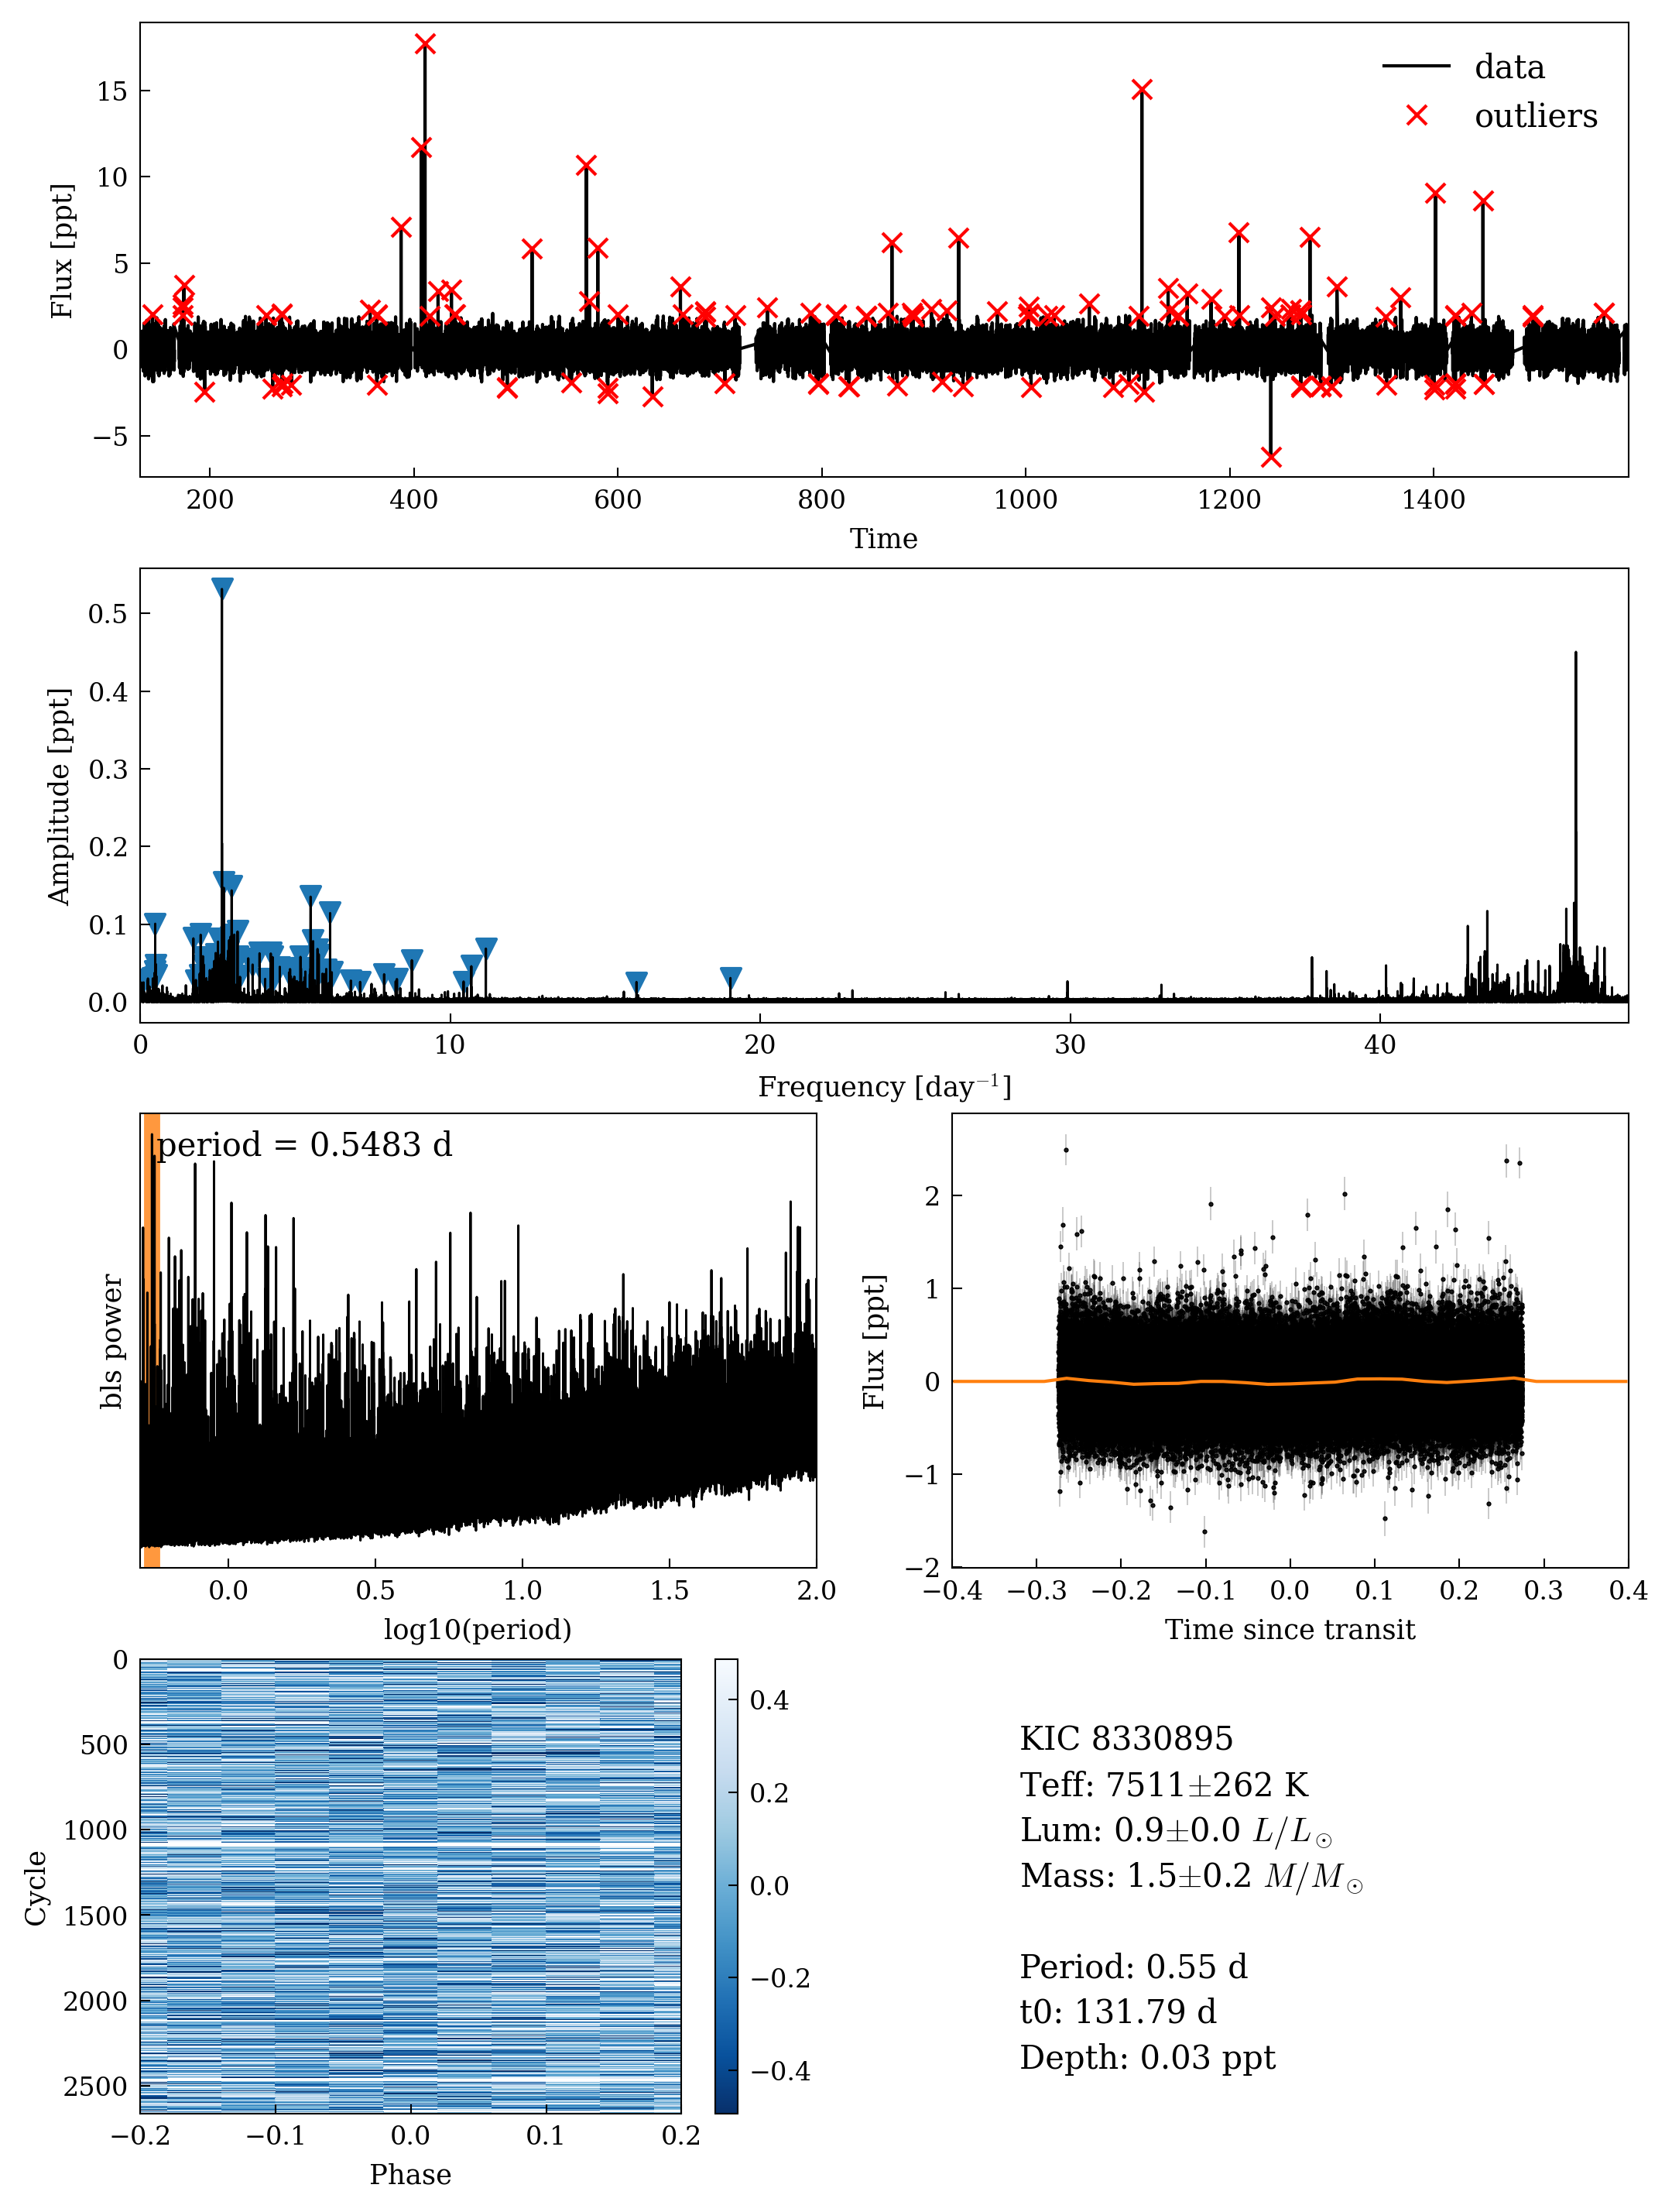 data
outliers
15
10
5
0
−5
Flux [ppt]
200 400 600 800 1000 1200 1400
Time
0.5
0.4
0.3
0.2
0.1
0.0
Amplitude [ppt]
0 10 20 30 40
Frequency [day⁻¹]
period = 0.5483 d
bls power
0.0 0.5 1.0 1.5 2.0
log10(period)
2
1
0
−1
−2
Flux [ppt]
−0.4 −0.3 −0.2 −0.1 0.0 0.1 0.2 0.3 0.4
Time since transit
0
500
1000
1500
2000
2500
Cycle
−0.2 −0.1 0.0 0.1 0.2
Phase
0.4
0.2
0.0
−0.2
−0.4
KIC 8330895
Teff: 7511±262 K
Lum: 0.9±0.0 L/L☉
Mass: 1.5±0.2 M/M☉
Period: 0.55 d
t0: 131.79 d
Depth: 0.03 ppt